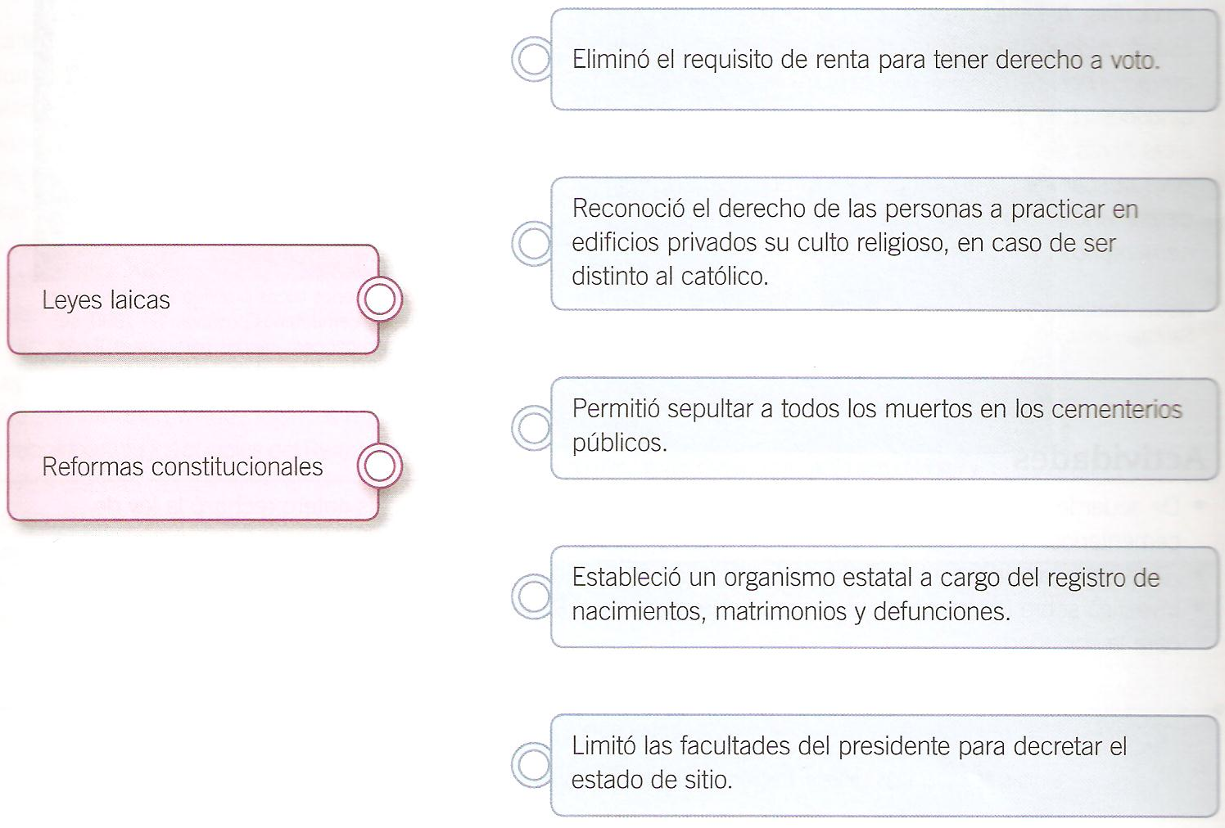 Eliminó el requisito de renta para tener derecho a voto.
Reconoció el derecho de las personas a practicar en
edificios privados su culto religioso, en caso de ser
distinto al católico.
Leyes laicas
Permitió sepultar a todos los muertos en los cementerios
públicos.
Reformas constitucionales
Estableció un organismo estatal a cargo del registro de
nacimientos, matrimonios y defunciones.
Limitó las facultades del presidente para decretar el
estado de sitio.